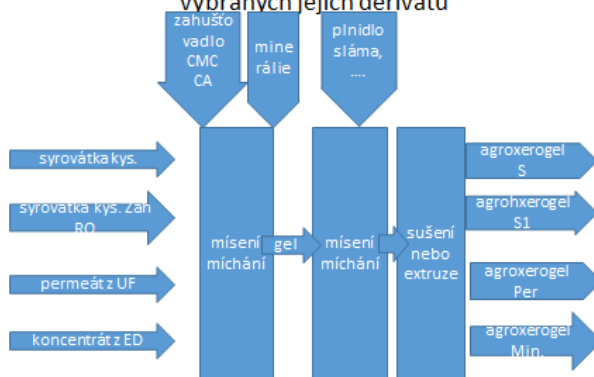 vybraných jejich derivátů
zahušťo
vadlo
CMC
CA
mine
rálie
plnidlo
sláma,
....
syrovátka kys.
syrovátka kys. Zah
RO
permeát z UF
koncentrát z ED
mísení
míchání
gel
mísení
míchání
sušení
nebo
extruze
agroxerogel
S
agrohxerogel
S1
agroxerogel
Per
agroxerogel
Min.